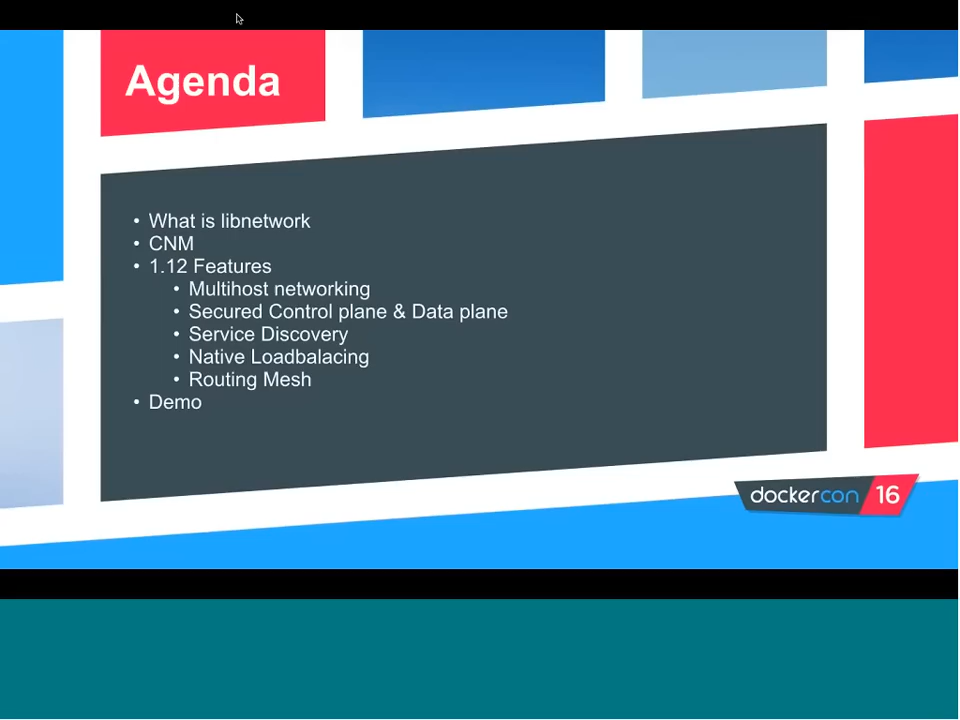 Agenda
• What is libnetwork
• CNM
• 1.12 Features
• Multihost networking
• Secured Control plane & Data plane
• Service Discovery
• Native Loadbalacing
• Routing Mesh
• Demo
dockercon 16